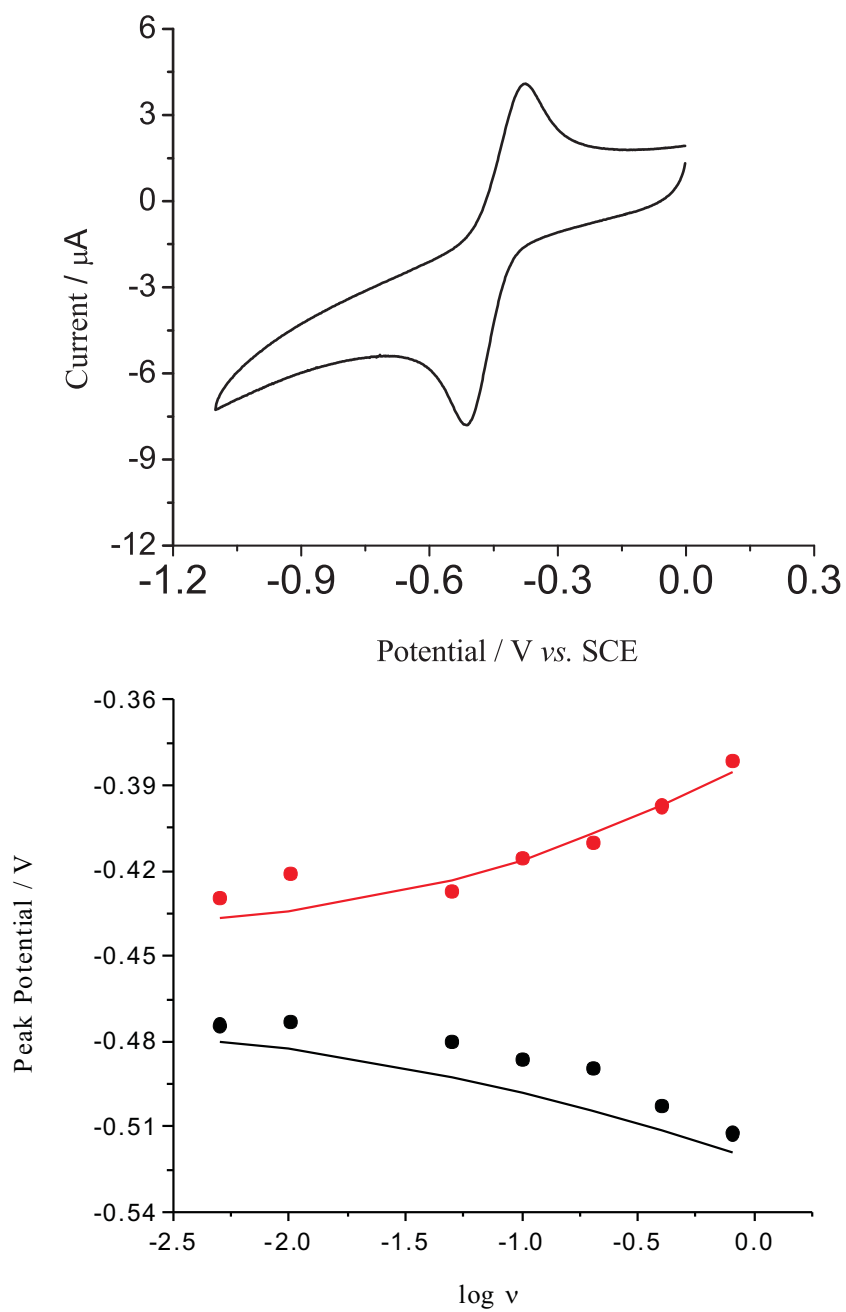 6
3
0
-3
-6
-9
-12
Current / μA
-1.2 -0.9 -0.6 -0.3 0.0 0.3
Potential / V vs. SCE
-0.36
-0.39
-0.42
-0.45
-0.48
-0.51
-0.54
Peak Potential / V
-2.5 -2.0 -1.5 -1.0 -0.5 0.0
log ν